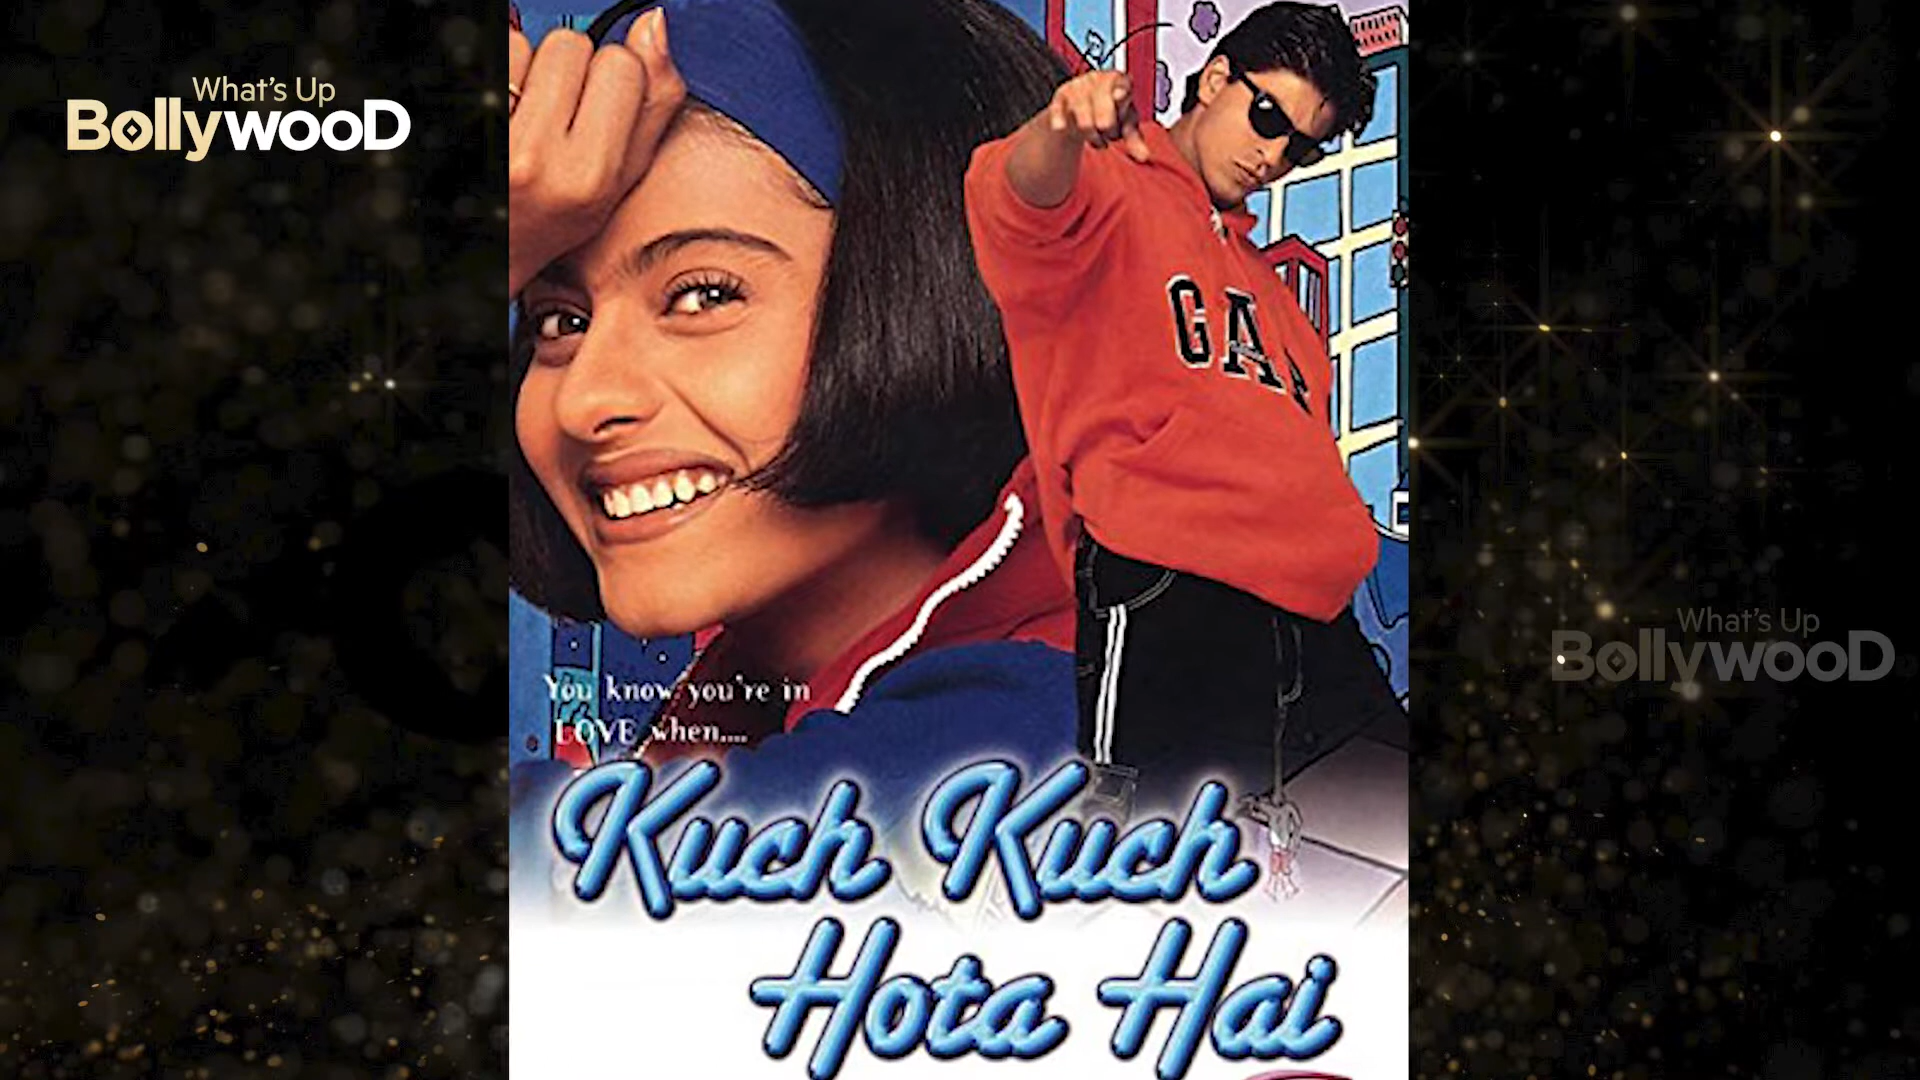 What's Up
BollywooD
GAP
You know you're in
LOVE when....
Kuch Kuch
Hota Hai
What's Up
BollywooD